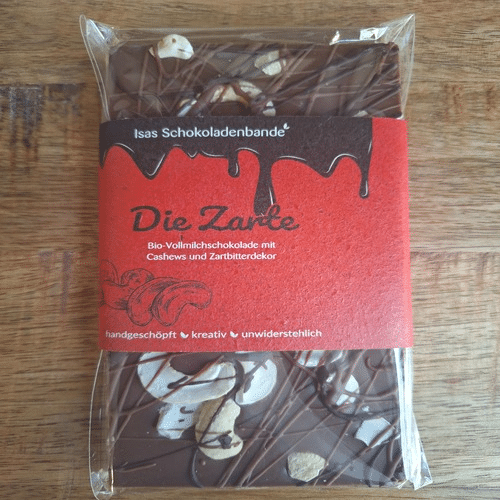 Isas Schokoladenbande
Die Zarte
Bio-Vollmilchschokolade mit
Cashews und Zartbitterdekor
handgeschöpft kreativ unwiderstehlich